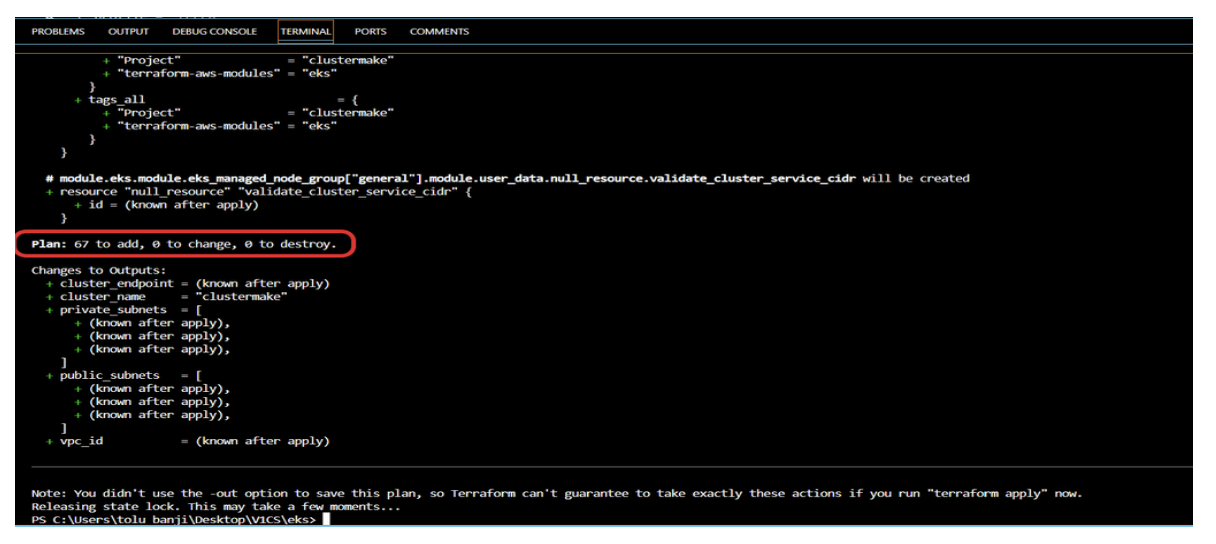 PROBLEMS OUTPUT DEBUG CONSOLE TERMINAL PORTS COMMENTS
+ "Project" = "clustermake"
+ "terraform-aws-modules" = "eks"
}
+ tags_all = {
+ "Project" = "clustermake"
+ "terraform-aws-modules" = "eks"
}
}
# module.eks.module.eks_managed_node_group["general"].module.user_data.null_resource.validate_cluster_service_cidr will be created
+ resource "null_resource" "validate_cluster_service_cidr" {
+ id = (known after apply)
}
Plan: 67 to add, 0 to change, 0 to destroy.
Changes to Outputs:
+ cluster_endpoint = (known after apply)
+ cluster_name = "clustermake"
+ private_subnets = [
+ (known after apply),
+ (known after apply),
+ (known after apply),
]
+ public_subnets = [
+ (known after apply),
+ (known after apply),
+ (known after apply),
]
+ vpc_id = (known after apply)
Note: You didn't use the -out option to save this plan, so Terraform can't guarantee to take exactly these actions if you run "terraform apply" now.
Releasing state lock. This may take a few moments...
PS C:\Users\tolu banji\Desktop\V1CS\eks>